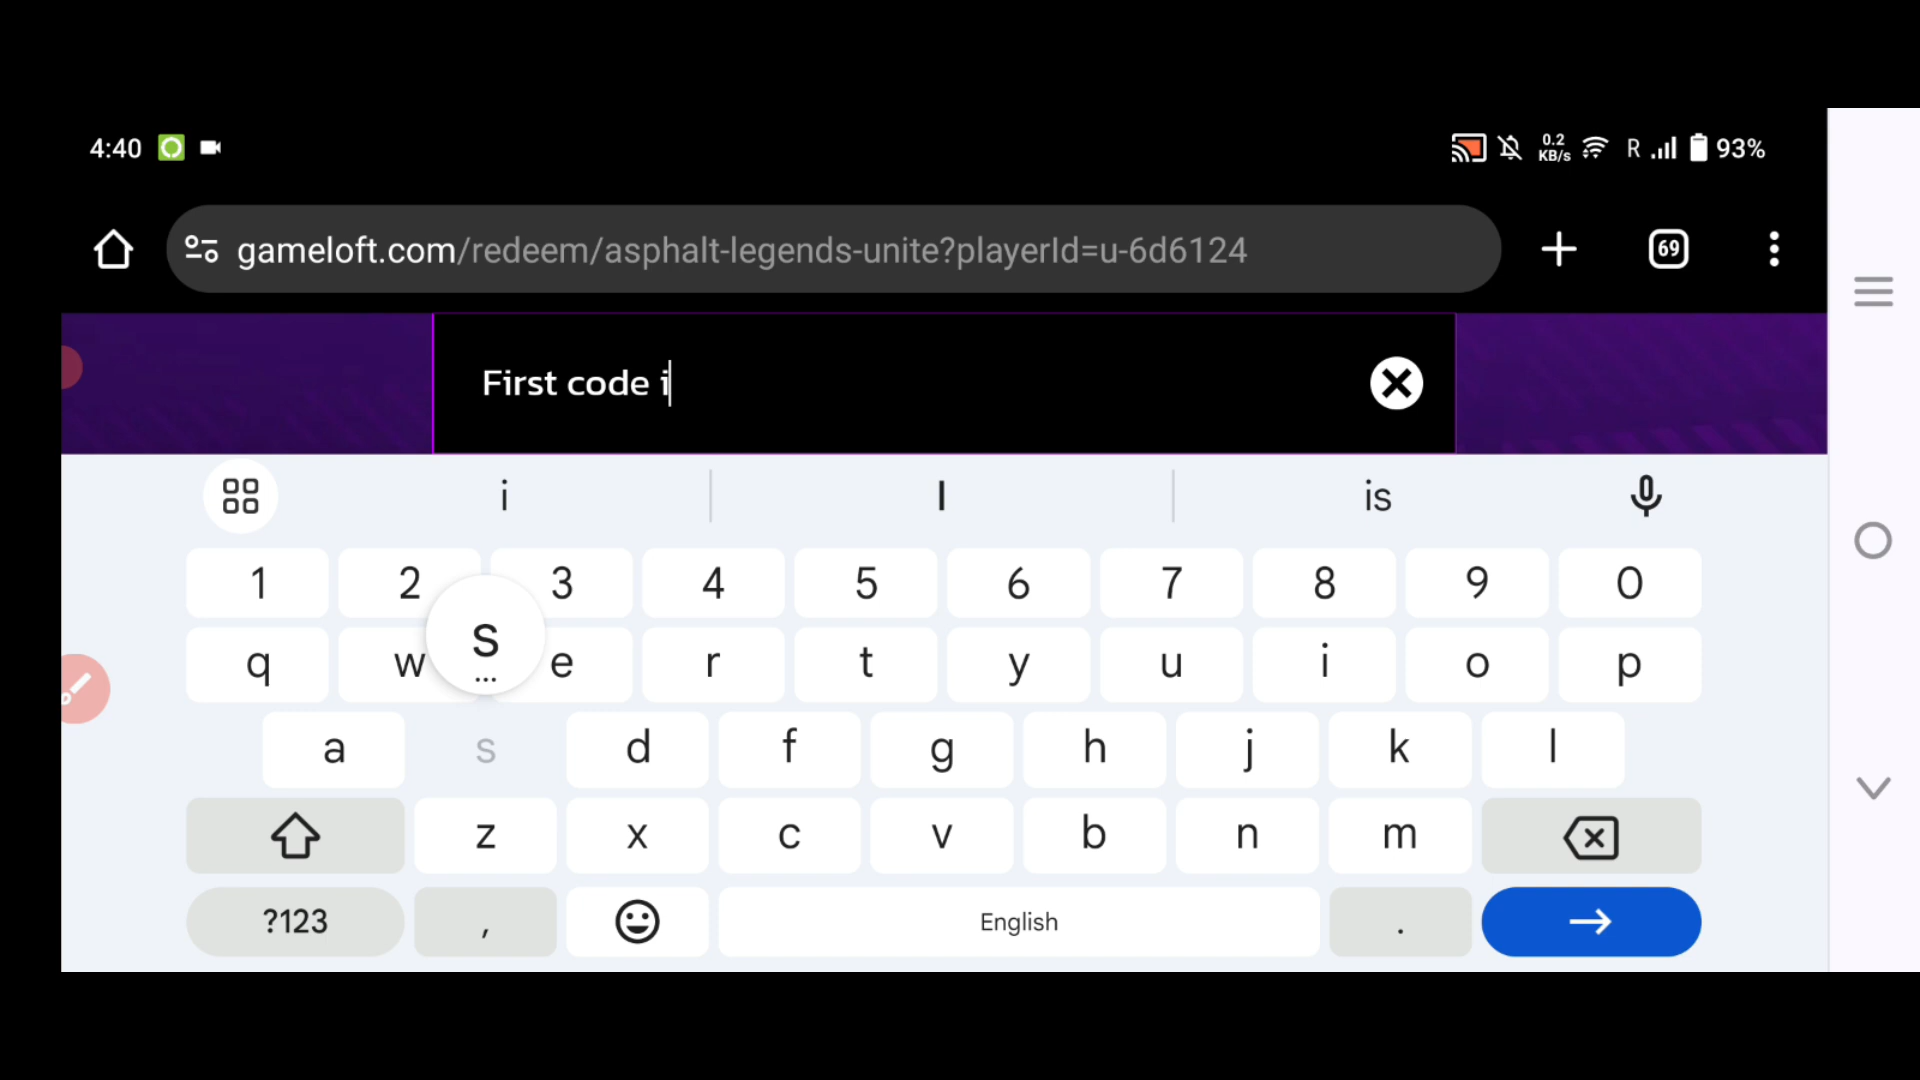 4:40
0.2 KB/s R 93%
gameloft.com/redeem/asphalt-legends-unite?playerId=u-6d6124
69
First code i
i I is
1 2 3 4 5 6 7 8 9 0
s
...
q w e r t y u i o p
a s d f g h j k l
z x c v b n m
?123 , English .